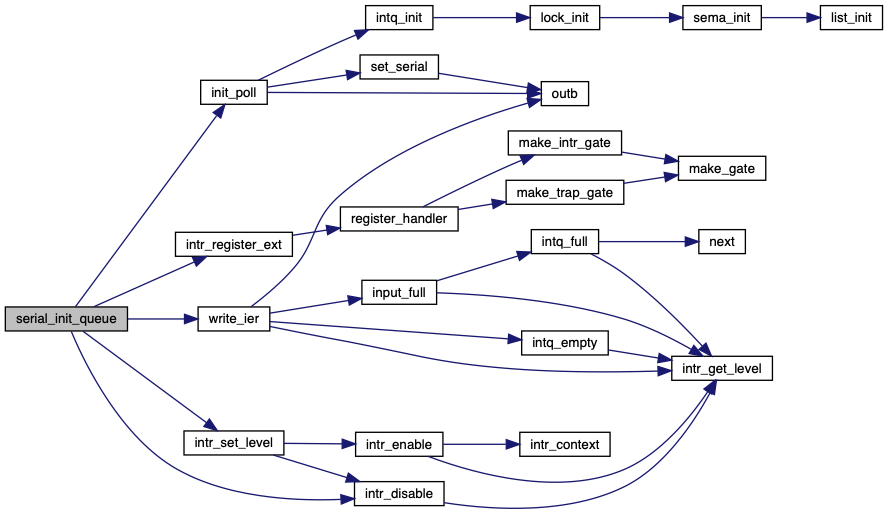 intq_init
lock_init
sema_init
list_init
set_serial
init_poll
outb
make_intr_gate
make_gate
make_trap_gate
register_handler
intr_register_ext
intq_full
next
input_full
serial_init_queue
write_ier
intq_empty
intr_get_level
intr_set_level
intr_enable
intr_context
intr_disable